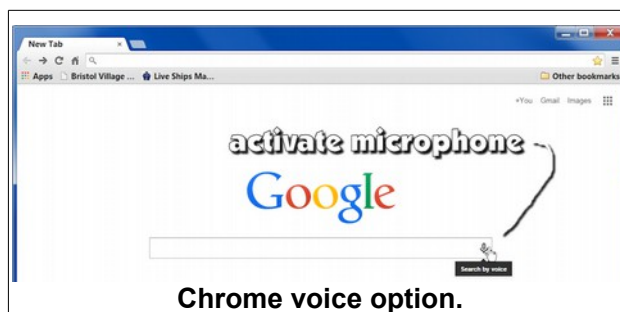 New Tab
Apps Bristol Village ... Live Ships Ma... Other bookmarks
+You Gmail Images
activate microphone
Google
Search by voice
Chrome voice option.